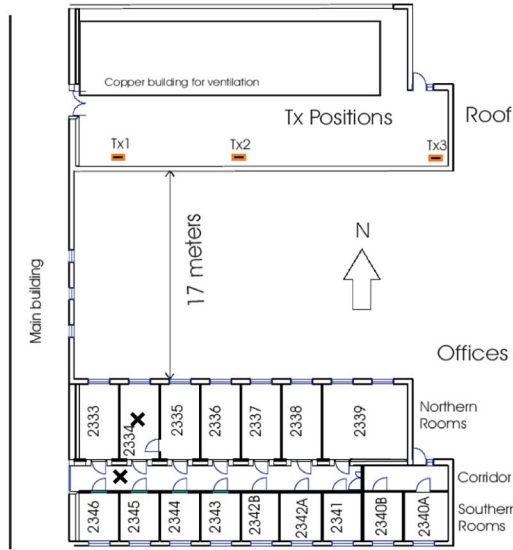 Copper building for ventilation
Tx Positions
Roof
Tx1
Tx2
Tx3
17 meters
N
Main building
Offices
2333
2334
2335
2336
2337
2338
2339
Northern
Rooms
Corridor
2346
2345
2344
2343
2342B
2342A
2341
2340B
2340A
Southern
Rooms